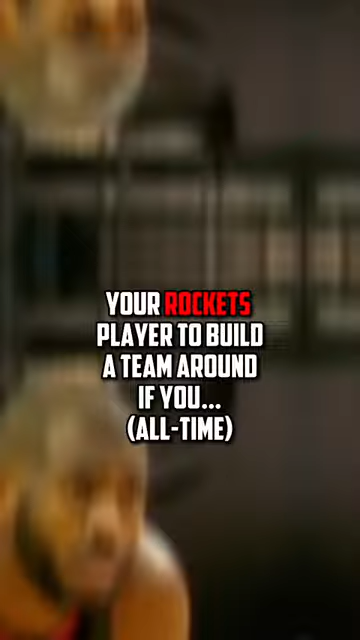 YOUR ROCKETS
PLAYER TO BUILD
A TEAM AROUND
IF YOU...
(ALL-TIME)